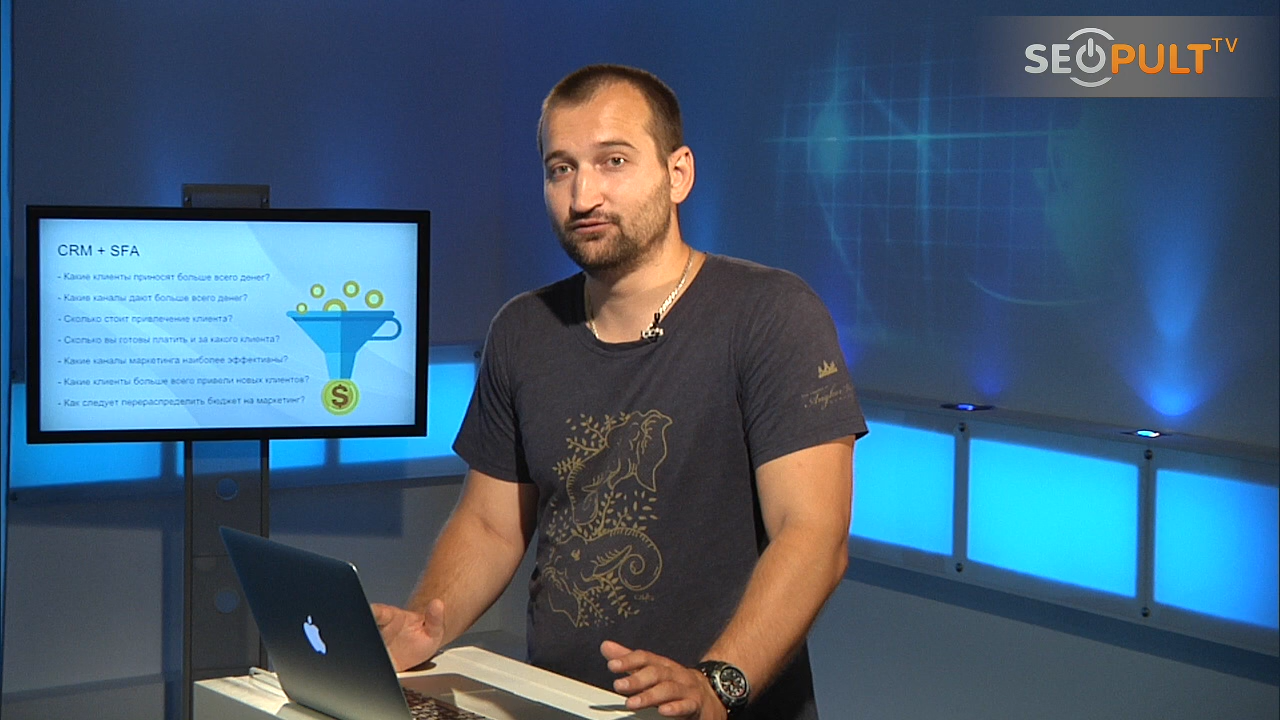 SEOPULT TV
CRM + SFA
- Какие клиенты приносят больше всего денег?
- Какие каналы дают больше всего денег?
- Сколько стоит привлечение клиента?
- Сколько вы готовы платить и за какого клиента?
- Какие каналы маркетинга наиболее эффективны?
- Какие клиенты больше всего привели новых клиентов?
- Как следует перераспределить бюджет на маркетинг?
$